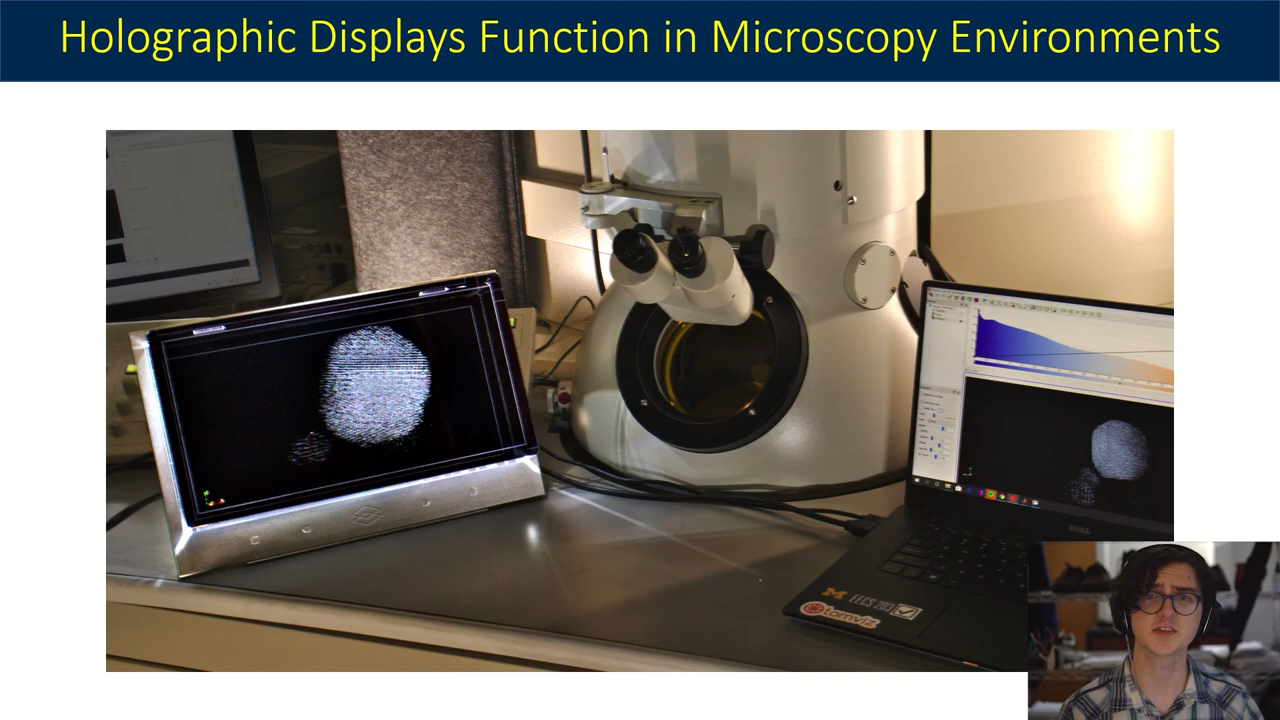 Holographic Displays Function in Microscopy Environments
DELL
M EECS 203
tomviz